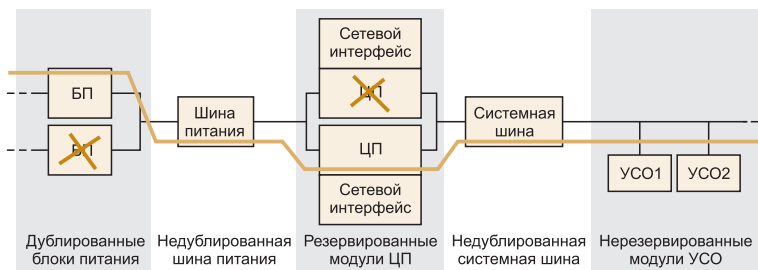 Сетевой
интерфейс
БП
ЦП
Шина
питания
Системная
шина
БП
ЦП
УСО1
УСО2
Сетевой
интерфейс
Дублированные
блоки питания
Недублированная
шина питания
Резервированные
модули ЦП
Недублированная
системная шина
Нерезервированные
модули УСО